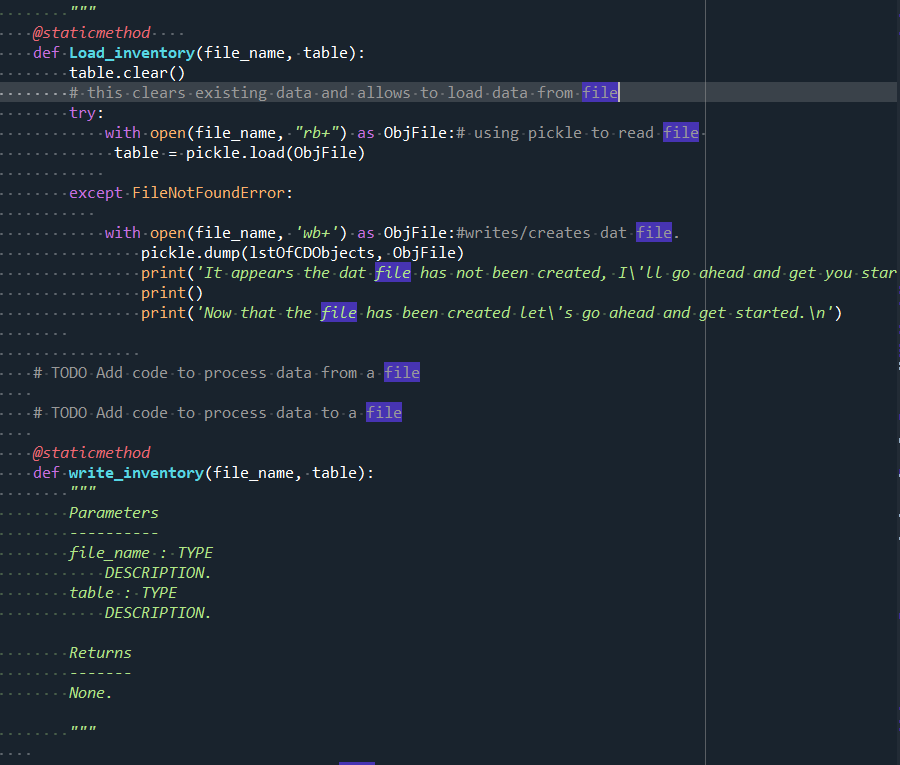 """
@staticmethod
def Load_inventory(file_name, table):
table.clear()
# this clears existing data and allows to load data from file
try:
with open(file_name, "rb+") as ObjFile:# using pickle to read file
table = pickle.load(ObjFile)
except FileNotFoundError:
with open(file_name, 'wb+') as ObjFile:#writes/creates dat file.
pickle.dump(lstOfCDObjects, ObjFile)
print('It appears the dat file has not been created, I\'ll go ahead and get you star
print()
print('Now that the file has been created let\'s go ahead and get started.\n')
# TODO Add code to process data from a file
# TODO Add code to process data to a file
@staticmethod
def write_inventory(file_name, table):
"""
Parameters
----------
file_name : TYPE
DESCRIPTION.
table : TYPE
DESCRIPTION.
Returns
-------
None.
"""